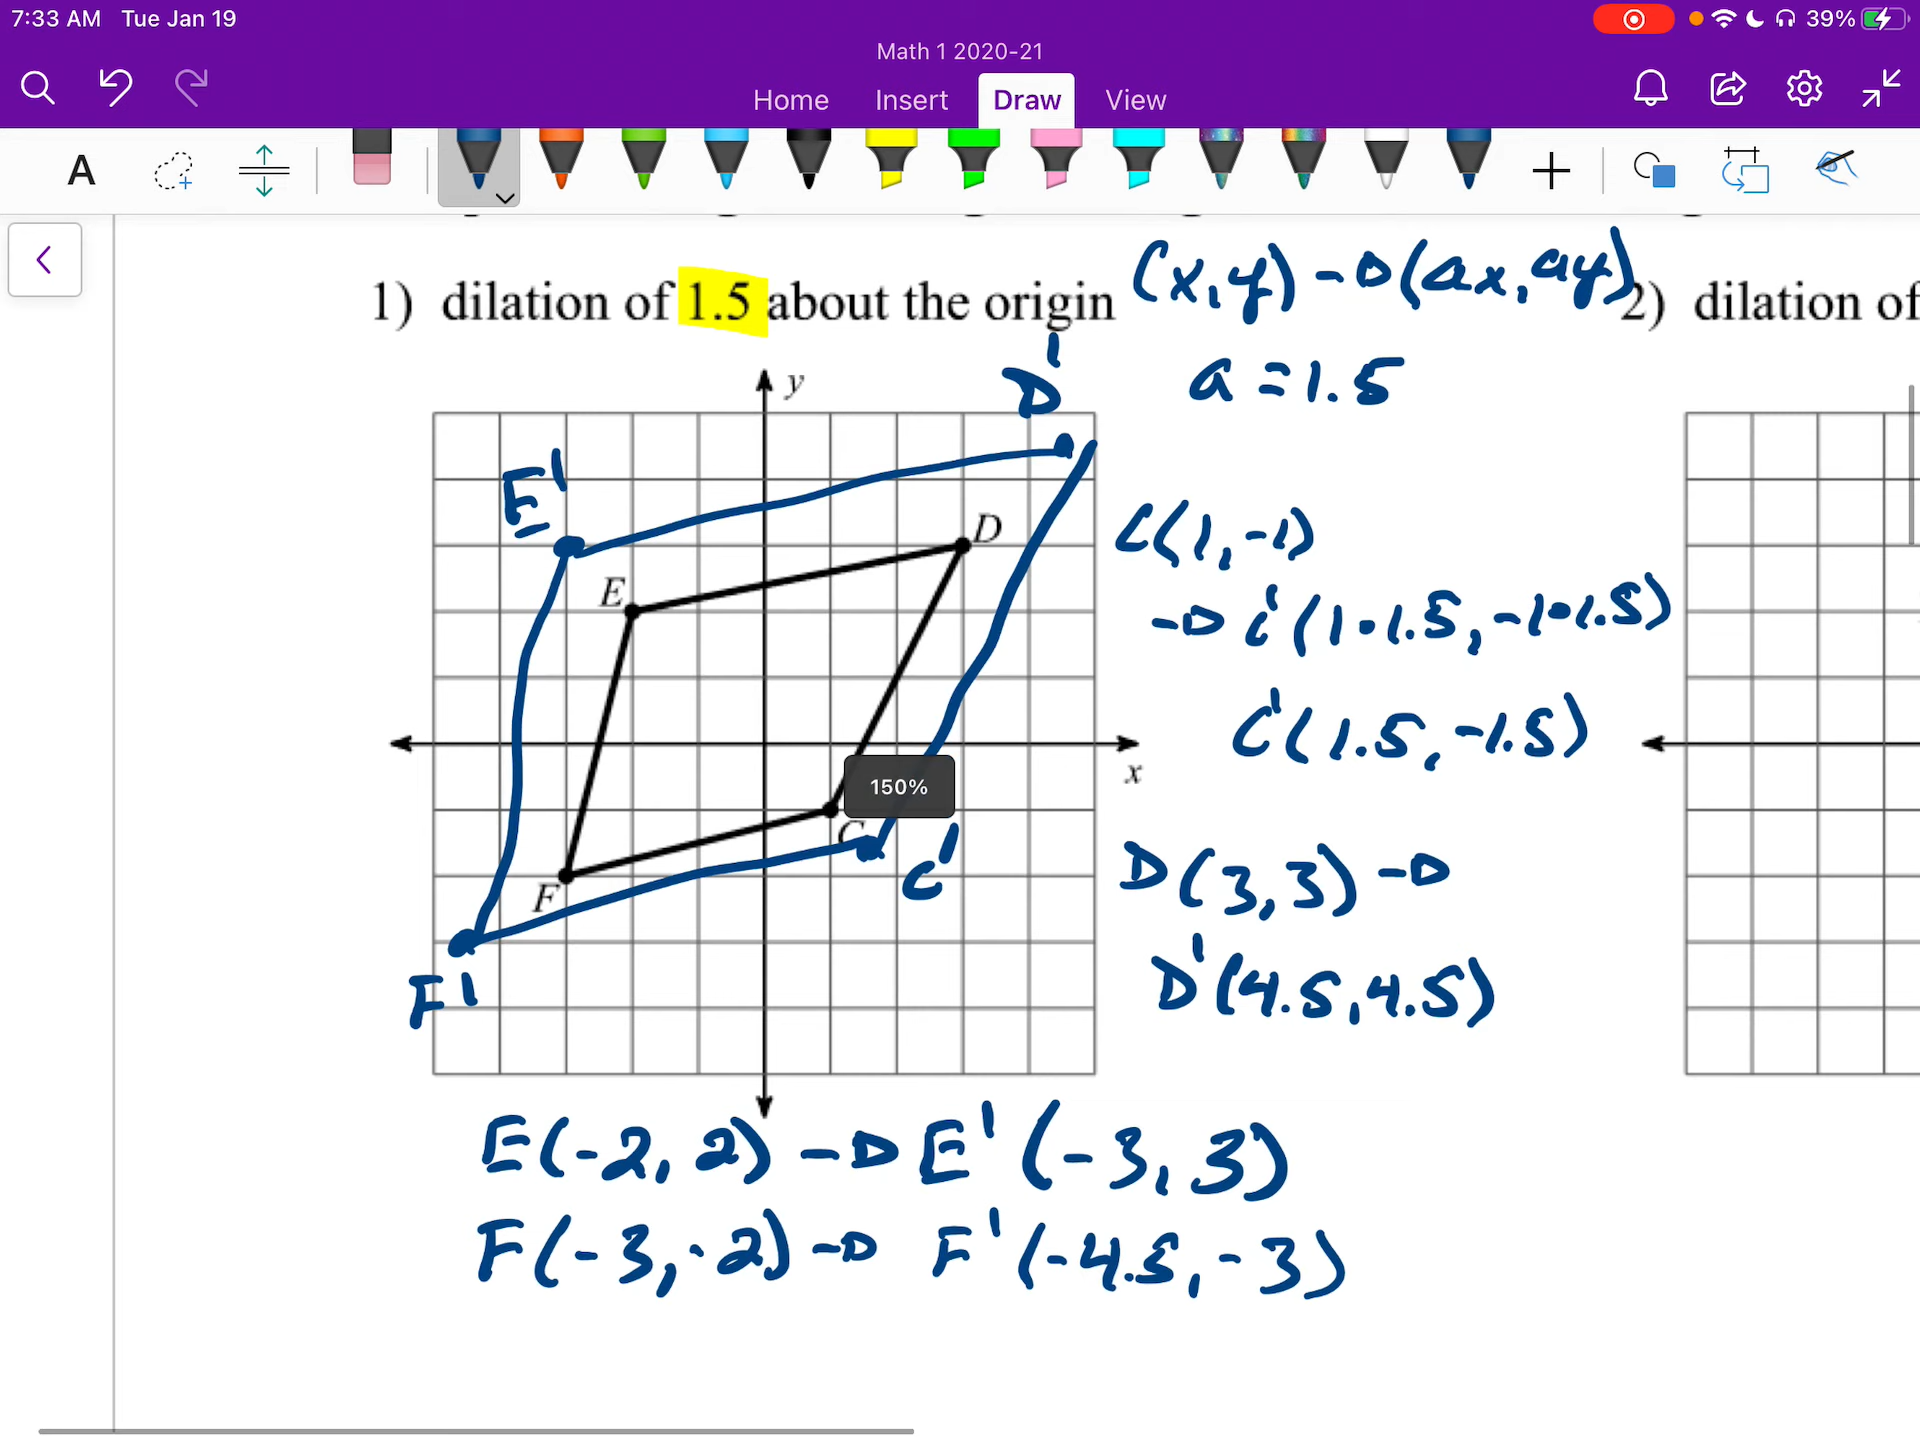 7:33 AM Tue Jan 19
39%
Math 1 2020-21
Home Insert Draw View
A
1) dilation of 1.5 about the origin
(x,y) → (ax, ay)
2) dilation of
a = 1.5
y
D'
E'
D
E
C(1, -1)
→ C'(1•1.5, -1•1.5)
C'(1.5, -1.5)
x
150%
C
C'
F
D(3,3) →
D'(4.5, 4.5)
F'
E(-2, 2) → E'(-3, 3)
F(-3, -2) → F'(-4.5, -3)